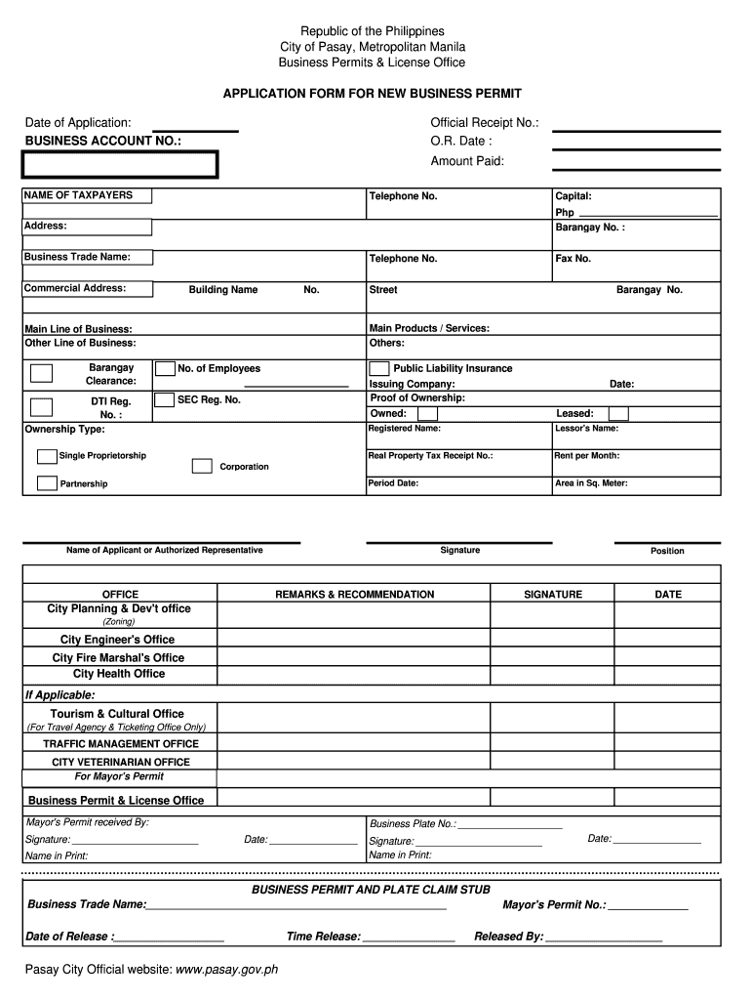 Republic of the Philippines
City of Pasay, Metropolitan Manila
Business Permits & License Office
APPLICATION FORM FOR NEW BUSINESS PERMIT
Date of Application: Official Receipt No.:
BUSINESS ACCOUNT NO.: O.R. Date :
Amount Paid:
NAME OF TAXPAYERS Telephone No. Capital:
Php
Address: Barangay No. :
Business Trade Name: Telephone No. Fax No.
Commercial Address: Building Name No. Street Barangay No.
Main Line of Business: Main Products / Services:
Other Line of Business: Others:
Barangay Clearance: No. of Employees Public Liability Insurance
Issuing Company: Date:
DTI Reg. No. : SEC Reg. No. Proof of Ownership:
Owned: Leased:
Ownership Type: Registered Name: Lessor's Name:
Single Proprietorship Real Property Tax Receipt No.: Rent per Month:
Corporation
Partnership Period Date: Area in Sq. Meter:
Name of Applicant or Authorized Representative Signature Position
OFFICE REMARKS & RECOMMENDATION SIGNATURE DATE
City Planning & Dev't office
(Zoning)
City Engineer's Office
City Fire Marshal's Office
City Health Office
If Applicable:
Tourism & Cultural Office
(For Travel Agency & Ticketing Office Only)
TRAFFIC MANAGEMENT OFFICE
CITY VETERINARIAN OFFICE
For Mayor's Permit
Business Permit & License Office
Mayor's Permit received By: Business Plate No.:
Signature: Date: Signature: Date:
Name in Print: Name in Print:
BUSINESS PERMIT AND PLATE CLAIM STUB
Business Trade Name: Mayor's Permit No.:
Date of Release : Time Release: Released By:
Pasay City Official website: www.pasay.gov.ph